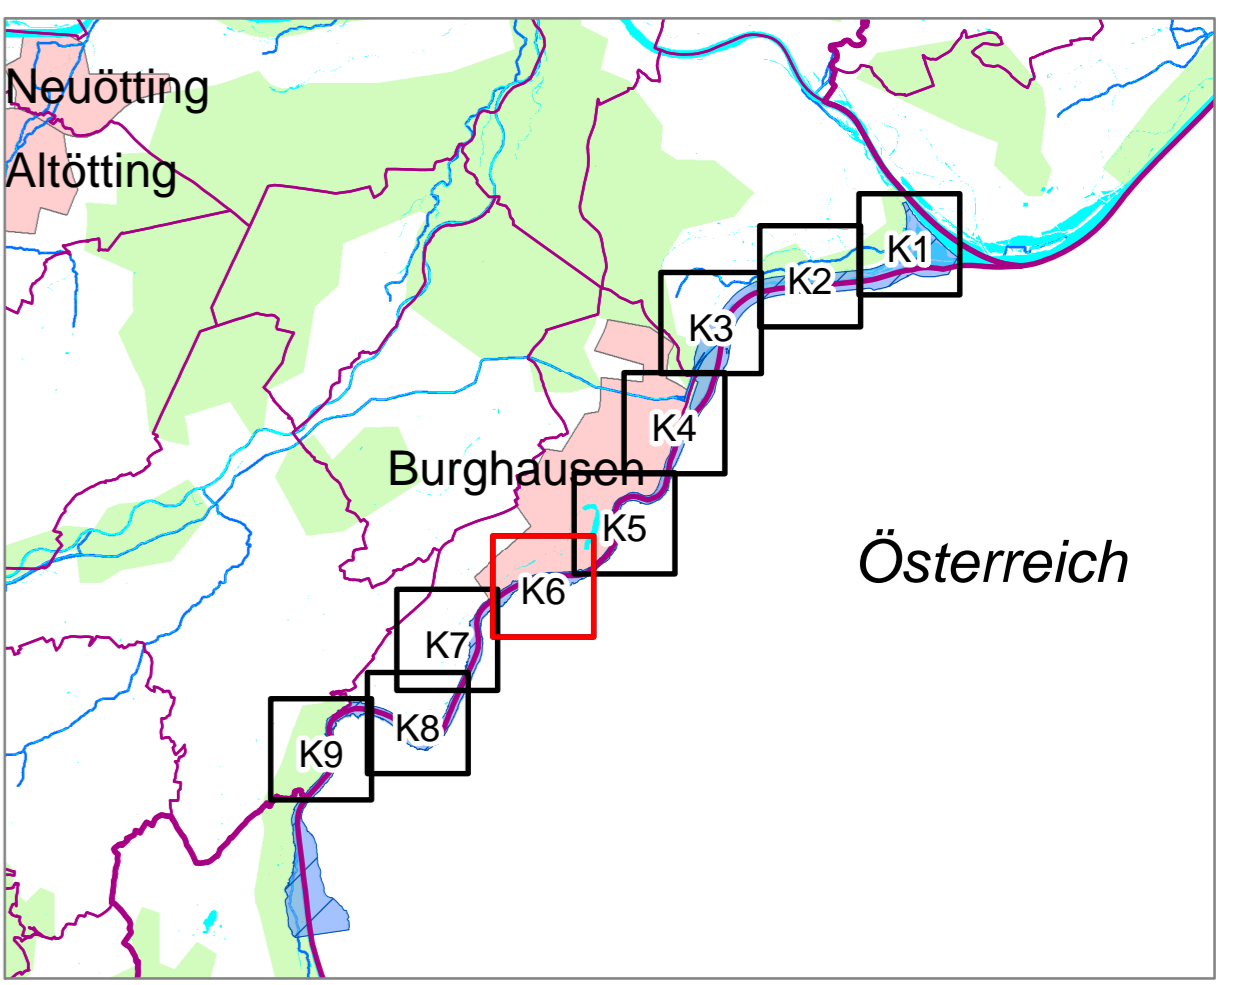 Neuötting
Altötting
K1
K2
K3
K4
Burghausen
K5
Österreich
K6
K7
K8
K9